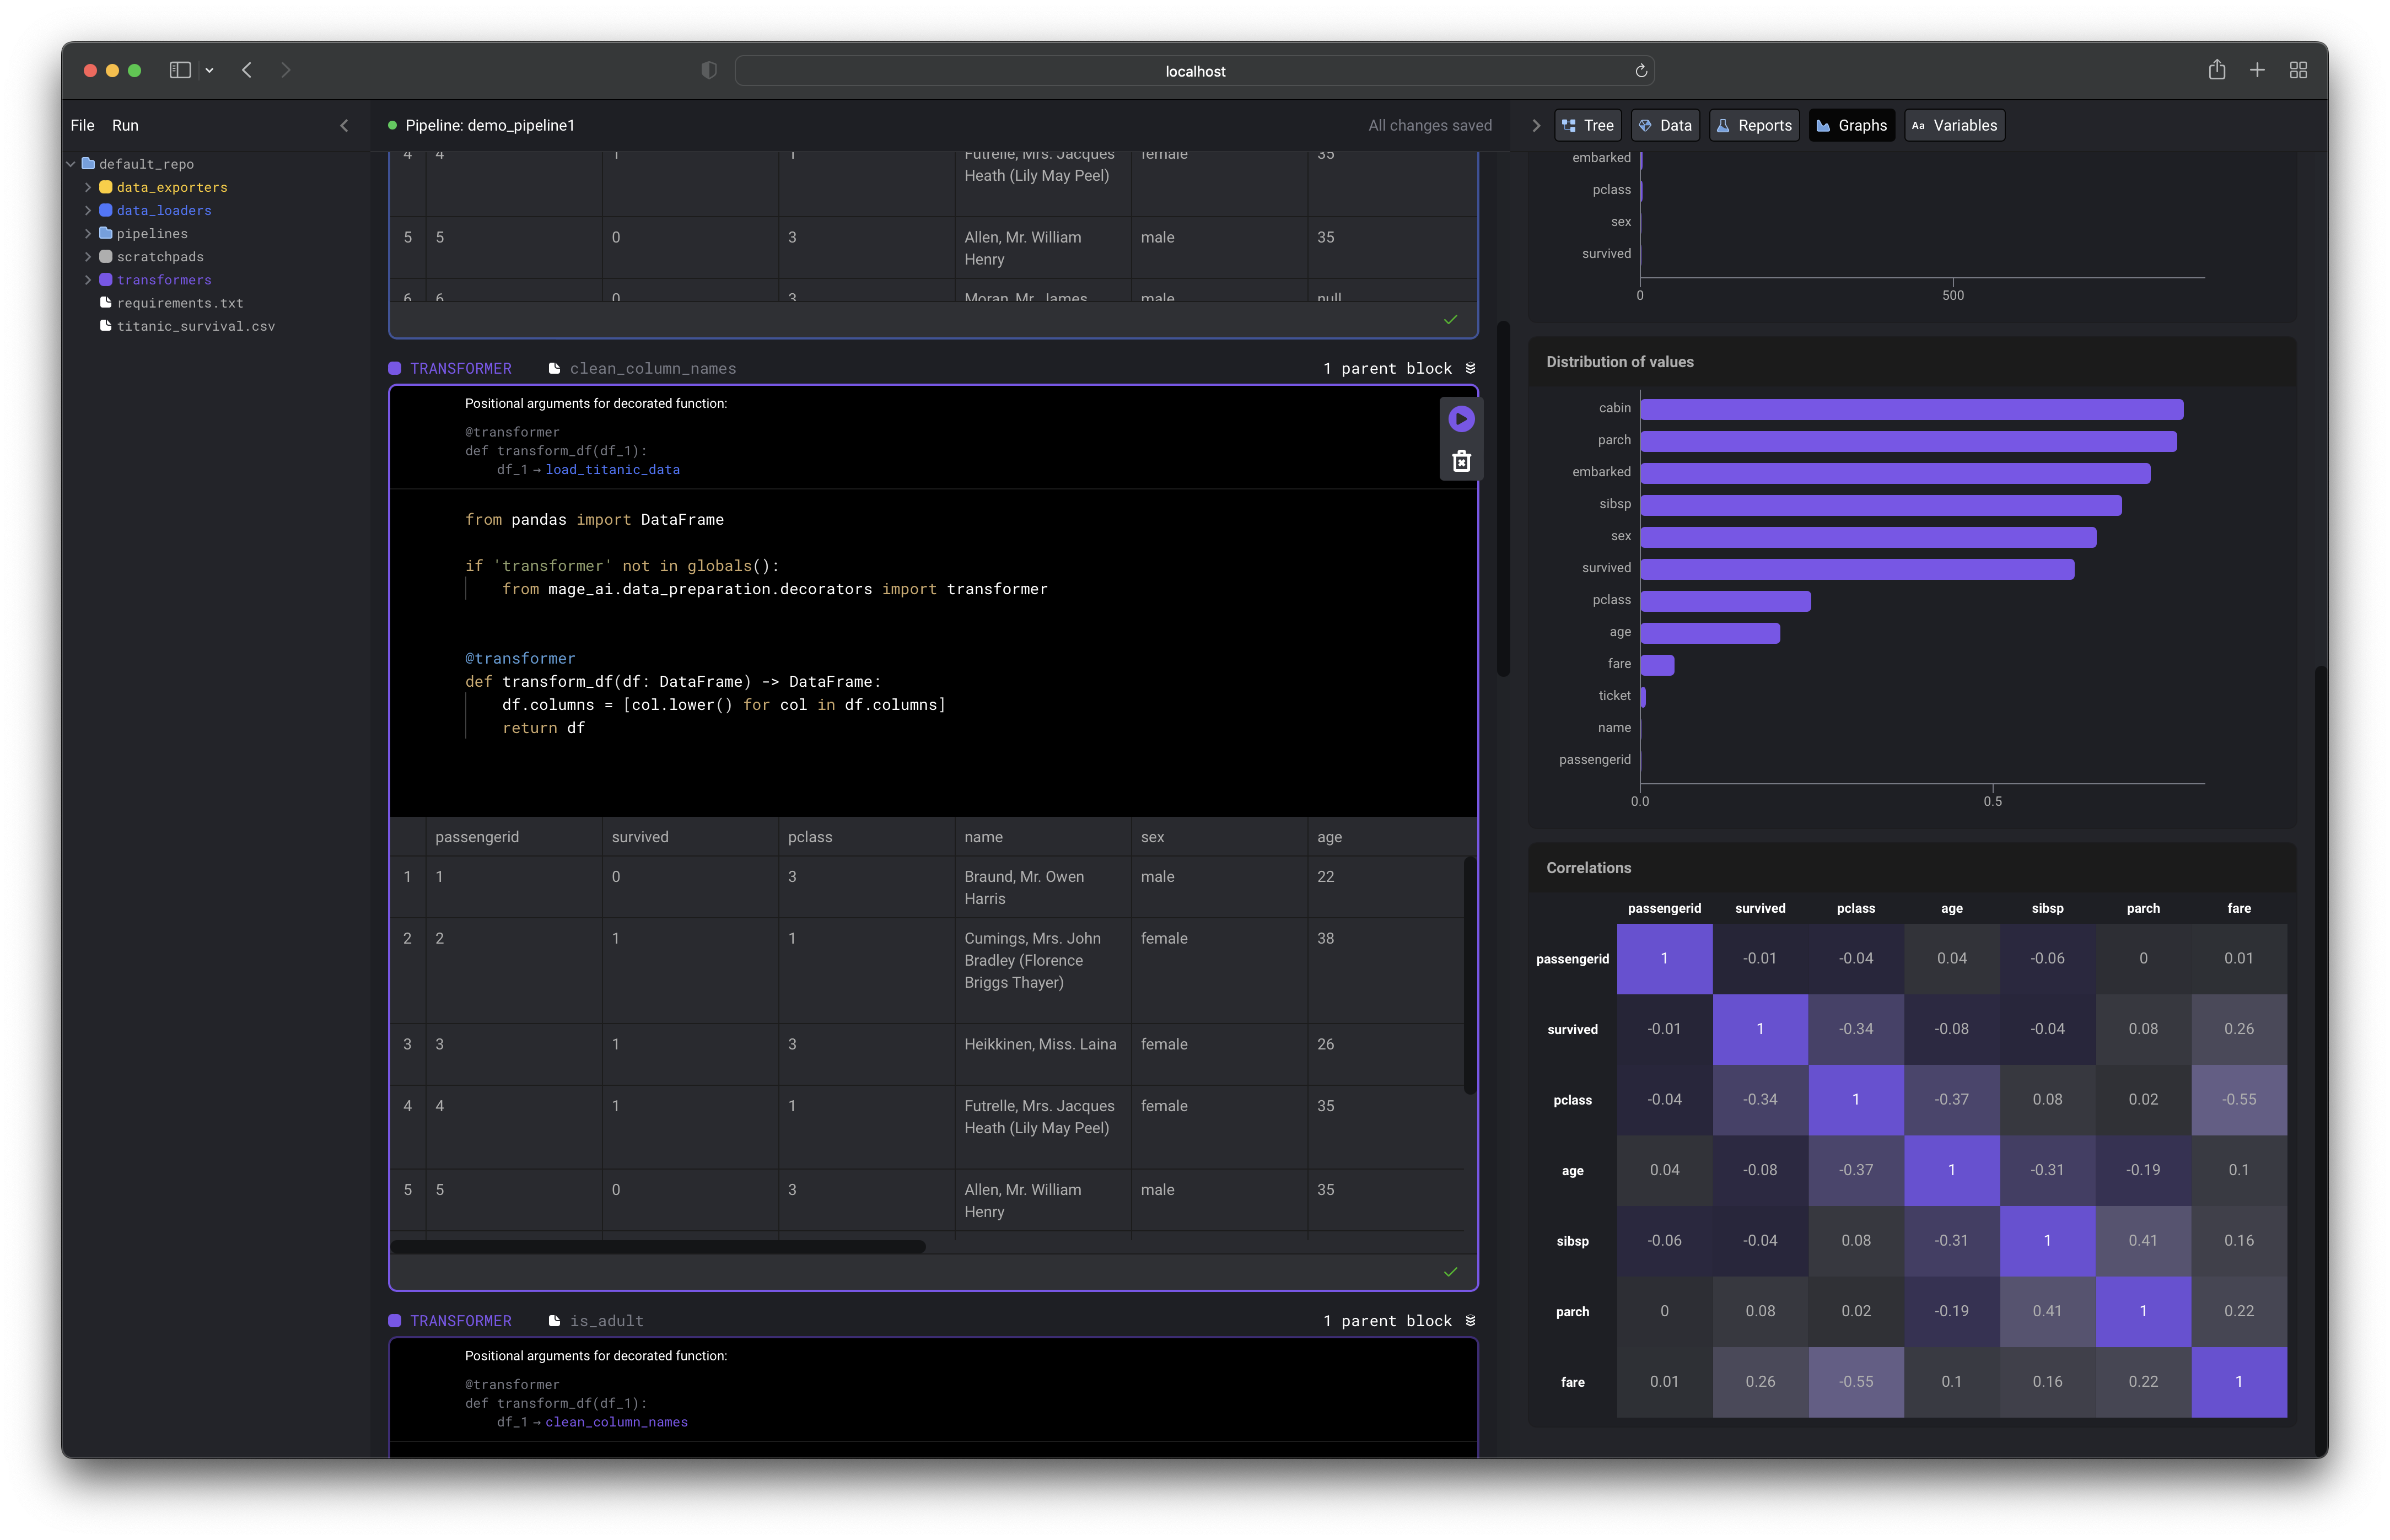 localhost
File Run
Pipeline: demo_pipeline1
All changes saved
Tree Data Reports Graphs Aa Variables
default_repo
data_exporters
data_loaders
pipelines
scratchpads
transformers
requirements.txt
titanic_survival.csv
4 4 1 1 Futrelle, Mrs. Jacques female 35
Heath (Lily May Peel)
5 5 0 3 Allen, Mr. William male 35
Henry
6 6 0 3 Moran, Mr. James male null
TRANSFORMER clean_column_names 1 parent block
Positional arguments for decorated function:
@transformer
def transform_df(df_1):
df_1 → load_titanic_data
from pandas import DataFrame
if 'transformer' not in globals():
from mage_ai.data_preparation.decorators import transformer
@transformer
def transform_df(df: DataFrame) -> DataFrame:
df.columns = [col.lower() for col in df.columns]
return df
passengerid survived pclass name sex age
1 1 0 3 Braund, Mr. Owen male 22
Harris
2 2 1 1 Cumings, Mrs. John female 38
Bradley (Florence
Briggs Thayer)
3 3 1 3 Heikkinen, Miss. Laina female 26
4 4 1 1 Futrelle, Mrs. Jacques female 35
Heath (Lily May Peel)
5 5 0 3 Allen, Mr. William male 35
Henry
TRANSFORMER is_adult 1 parent block
Positional arguments for decorated function:
@transformer
def transform_df(df_1):
df_1 → clean_column_names
embarked
pclass
sex
survived
0 500
Distribution of values
cabin
parch
embarked
sibsp
sex
survived
pclass
age
fare
ticket
name
passengerid
0.0 0.5
Correlations
passengerid survived pclass age sibsp parch fare
passengerid 1 -0.01 -0.04 0.04 -0.06 0 0.01
survived -0.01 1 -0.34 -0.08 -0.04 0.08 0.26
pclass -0.04 -0.34 1 -0.37 0.08 0.02 -0.55
age 0.04 -0.08 -0.37 1 -0.31 -0.19 0.1
sibsp -0.06 -0.04 0.08 -0.31 1 0.41 0.16
parch 0 0.08 0.02 -0.19 0.41 1 0.22
fare 0.01 0.26 -0.55 0.1 0.16 0.22 1